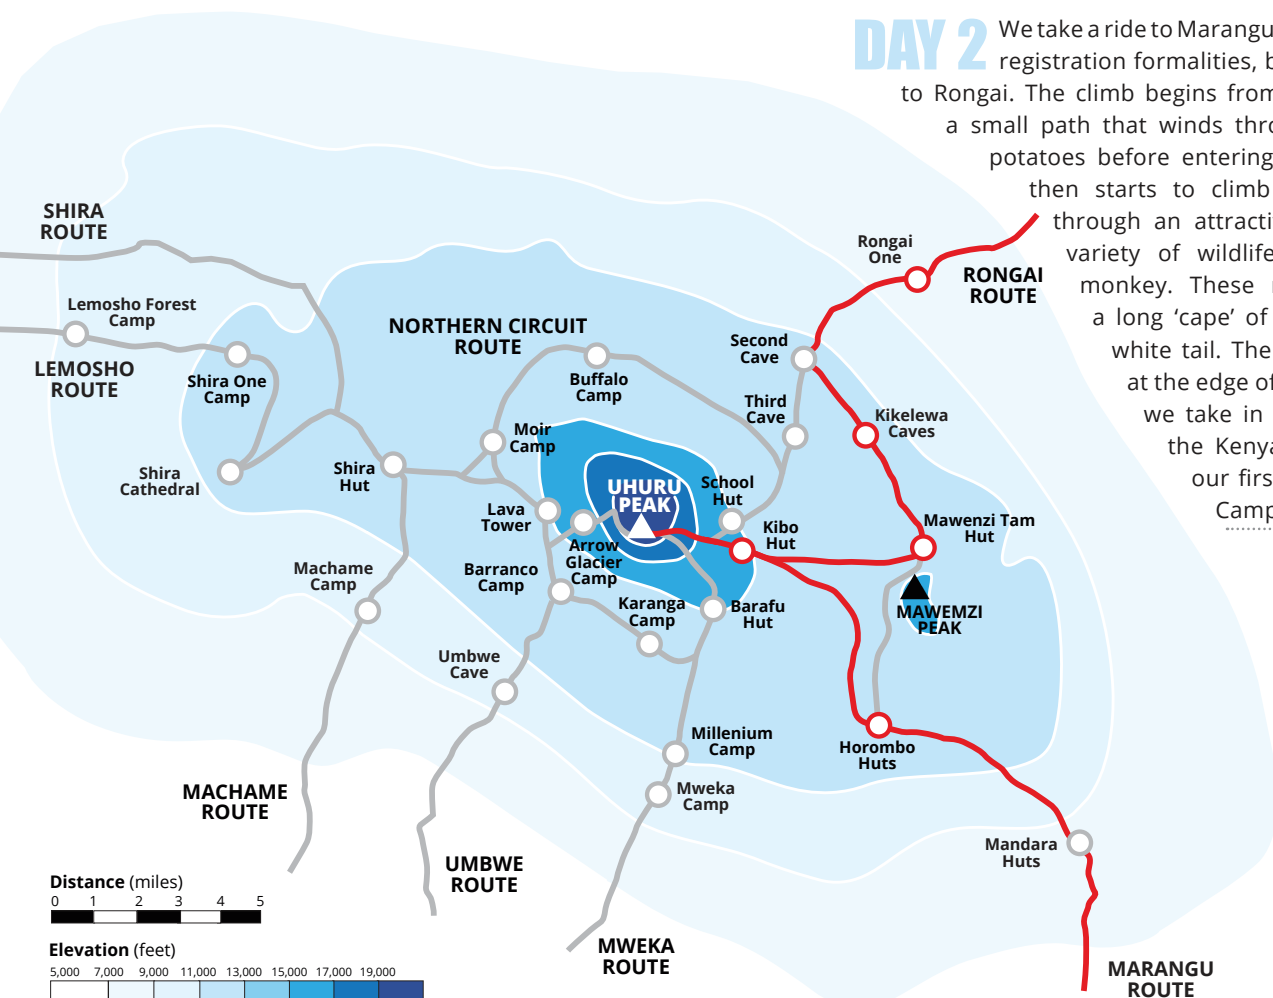 DAY 2 We take a ride to Marangu
registration formalities, b
to Rongai. The climb begins from
a small path that winds thro
potatoes before entering
then starts to climb
through an attracti
variety of wildlife
monkey. These
a long ‘cape’ of
white tail. The
at the edge of
we take in
the Kenya
our firs
Camp
SHIRA
ROUTE
Lemosho Forest
Camp
LEMOSHO
ROUTE
Shira One
Camp
Shira
Cathedral
NORTHERN CIRCUIT
ROUTE
Buffalo
Camp
Moir
Camp
Shira
Hut
Lava
Tower
Arrow
Glacier
Camp
UHURU
PEAK
School
Hut
Kibo
Hut
Second
Cave
Third
Cave
Rongai
One
RONGAI
ROUTE
Kikelewa
Caves
Mawenzi Tam
Hut
MAWEMZI
PEAK
Machame
Camp
Barranco
Camp
Karanga
Camp
Barafu
Hut
Umbwe
Cave
Millenium
Camp
Mweka
Camp
Horombo
Huts
Mandara
Huts
MACHAME
ROUTE
UMBWE
ROUTE
MWEKA
ROUTE
MARANGU
ROUTE
Distance (miles)
0 1 2 3 4 5
Elevation (feet)
5,000 7,000 9,000 11,000 13,000 15,000 17,000 19,000